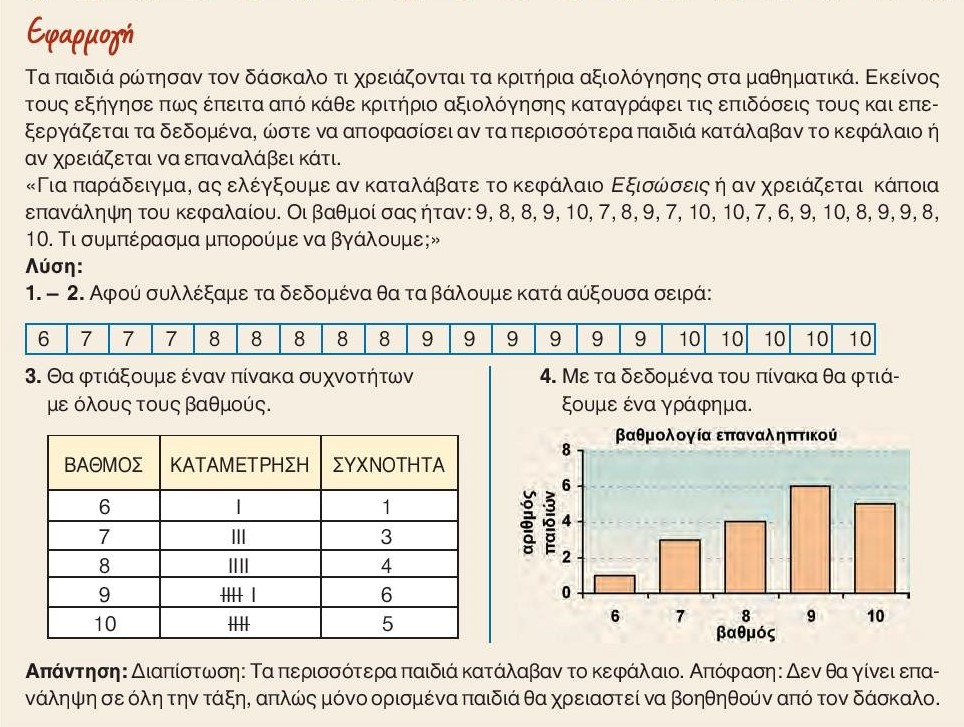 Εφαρμογή
Τα παιδιά ρώτησαν τον δάσκαλο τι χρειάζονται τα κριτήρια αξιολόγησης στα μαθηματικά. Εκείνος
τους εξήγησε πως έπειτα από κάθε κριτήριο αξιολόγησης καταγράφει τις επιδόσεις τους και επε-
ξεργάζεται τα δεδομένα, ώστε να αποφασίσει αν τα περισσότερα παιδιά κατάλαβαν το κεφάλαιο ή
αν χρειάζεται να επαναλάβει κάτι.
«Για παράδειγμα, ας ελέγξουμε αν καταλάβατε το κεφάλαιο Εξισώσεις ή αν χρειάζεται κάποια
επανάληψη του κεφαλαίου. Οι βαθμοί σας ήταν: 9, 8, 8, 9, 10, 7, 8, 9, 7, 10, 10, 7, 6, 9, 10, 8, 9, 9, 8,
10. Τι συμπέρασμα μπορούμε να βγάλουμε;»
Λύση:
1. – 2. Αφού συλλέξαμε τα δεδομένα θα τα βάλουμε κατά αύξουσα σειρά:
6 7 7 7 8 8 8 8 8 9 9 9 9 9 9 10 10 10 10 10
3. Θα φτιάξουμε έναν πίνακα συχνοτήτων
με όλους τους βαθμούς.
ΒΑΘΜΟΣ ΚΑΤΑΜΕΤΡΗΣΗ ΣΥΧΝΟΤΗΤΑ
6 I 1
7 III 3
8 IIII 4
9 IIII I 6
10 IIII 5
4. Με τα δεδομένα του πίνακα θα φτιά-
ξουμε ένα γράφημα.
βαθμολογία επαναληπτικού
αριθμός
παιδιών
8
6
4
2
0
6 7 8 9 10
βαθμός
Απάντηση: Διαπίστωση: Τα περισσότερα παιδιά κατάλαβαν το κεφάλαιο. Απόφαση: Δεν θα γίνει επα-
νάληψη σε όλη την τάξη, απλώς μόνο ορισμένα παιδιά θα χρειαστεί να βοηθηθούν από τον δάσκαλο.